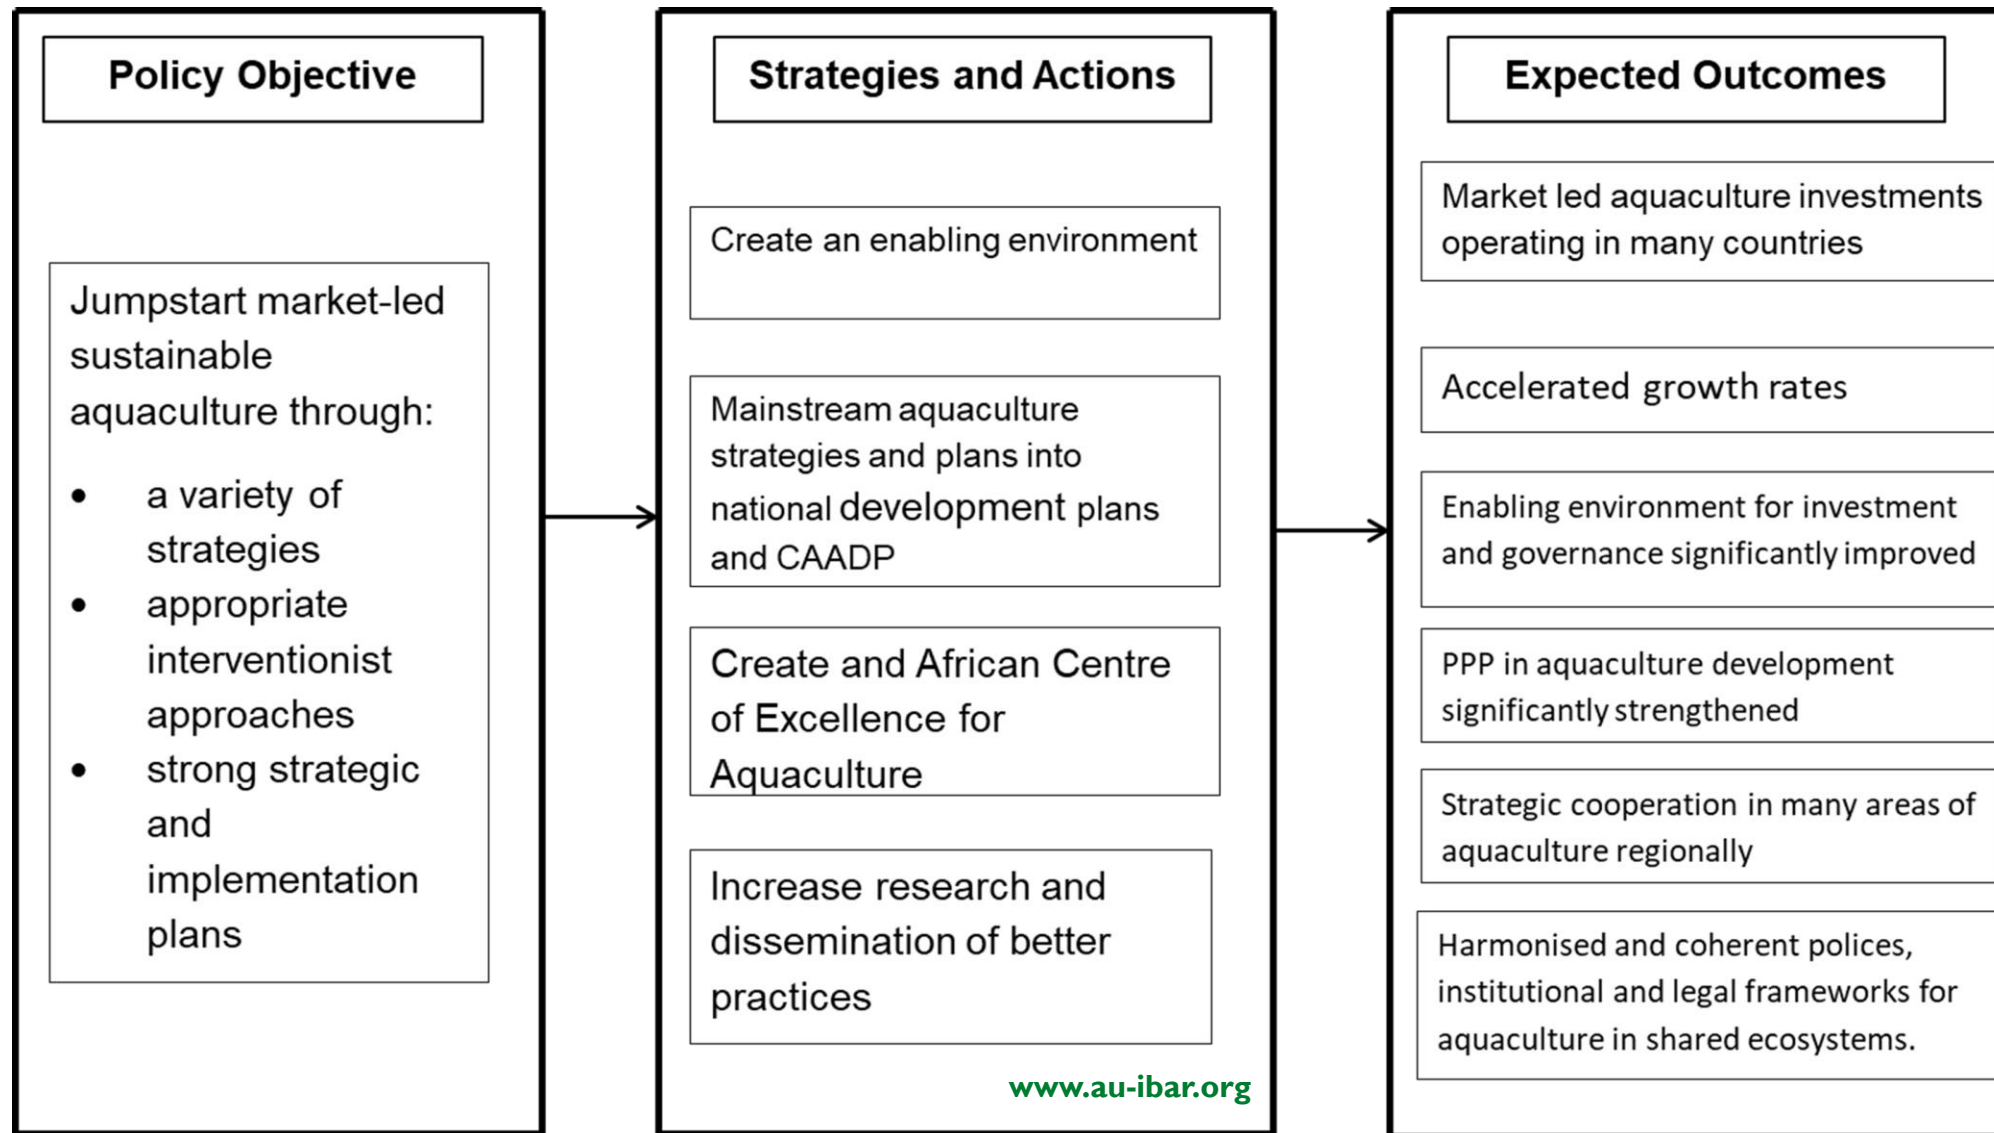 Policy Objective
Jumpstart market-led
sustainable
aquaculture through:
• a variety of
strategies
• appropriate
interventionist
approaches
• strong strategic
and
implementation
plans
Strategies and Actions
Create an enabling environment
Mainstream aquaculture
strategies and plans into
national development plans
and CAADP
Create and African Centre
of Excellence for
Aquaculture
Increase research and
dissemination of better
practices
www.au-ibar.org
Expected Outcomes
Market led aquaculture investments
operating in many countries
Accelerated growth rates
Enabling environment for investment
and governance significantly improved
PPP in aquaculture development
significantly strengthened
Strategic cooperation in many areas of
aquaculture regionally
Harmonised and coherent polices,
institutional and legal frameworks for
aquaculture in shared ecosystems.